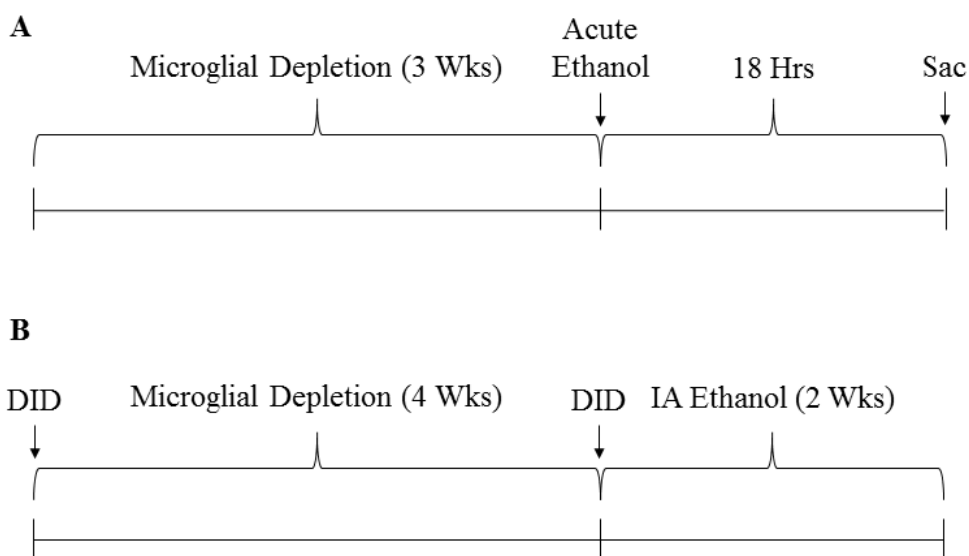 A
Acute
Microglial Depletion (3 Wks) Ethanol 18 Hrs Sac
B
DID Microglial Depletion (4 Wks) DID IA Ethanol (2 Wks)